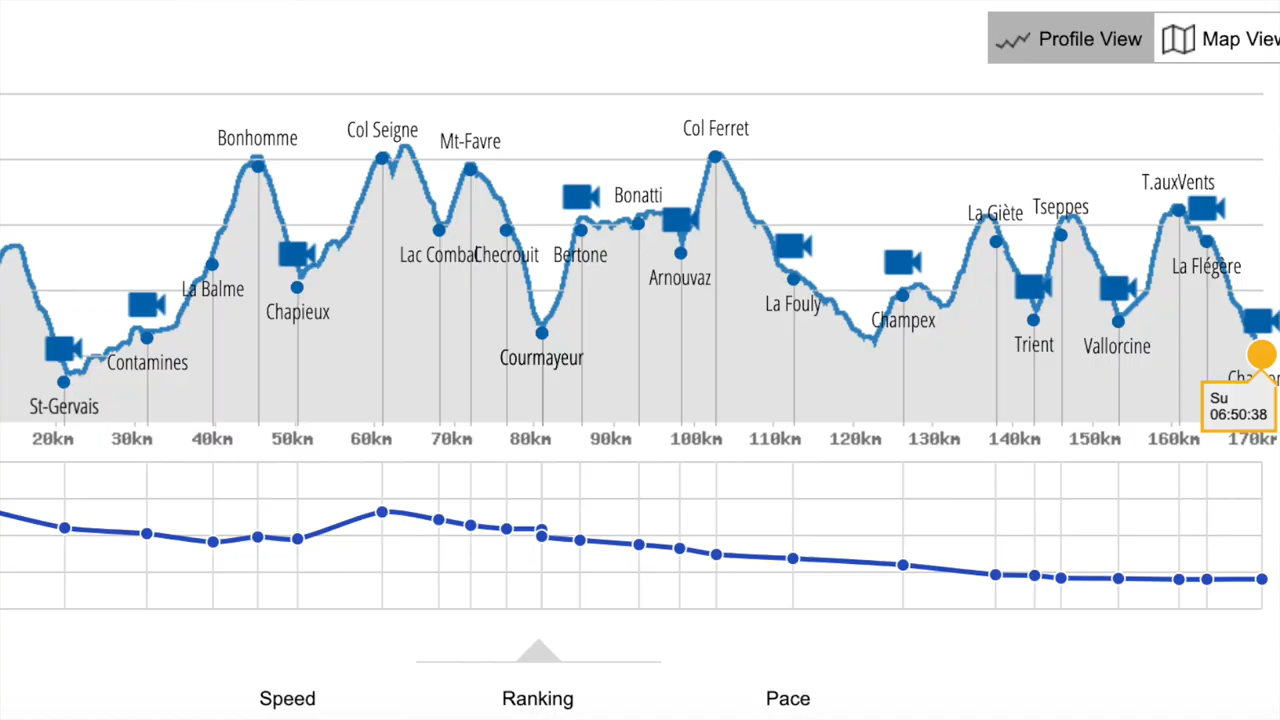 Profile View
Map View
Col Ferret
Col Seigne
Bonhomme
Mt-Favre
T.auxVents
Bonatti
Tseppes
La Giète
Lac Combal
Checrouit
Bertone
La Flégère
Arnouvaz
La Balme
La Fouly
Chapieux
Champex
Trient
Vallorcine
Courmayeur
Contamines
St-Gervais
Su
06:50:38
20km 30km 40km 50km 60km 70km 80km 90km 100km 110km 120km 130km 140km 150km 160km 170km
Speed
Ranking
Pace